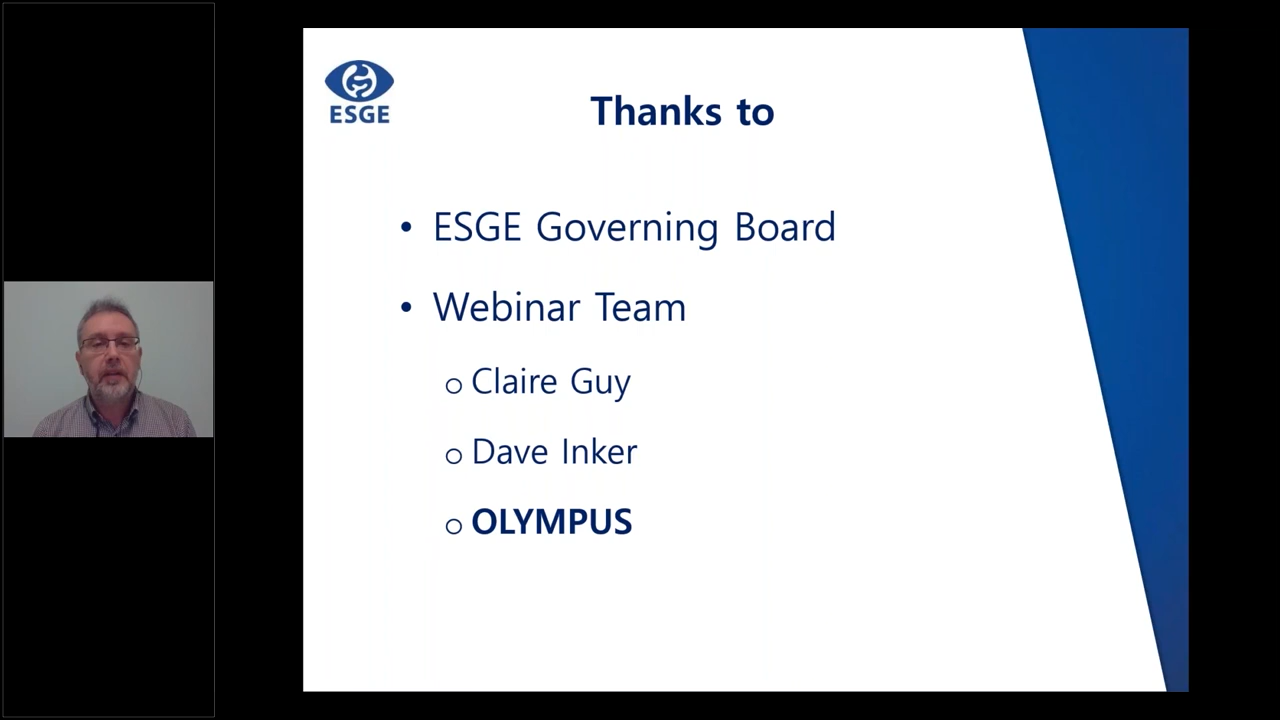 ESGE
Thanks to
• ESGE Governing Board
• Webinar Team
o Claire Guy
o Dave Inker
o OLYMPUS